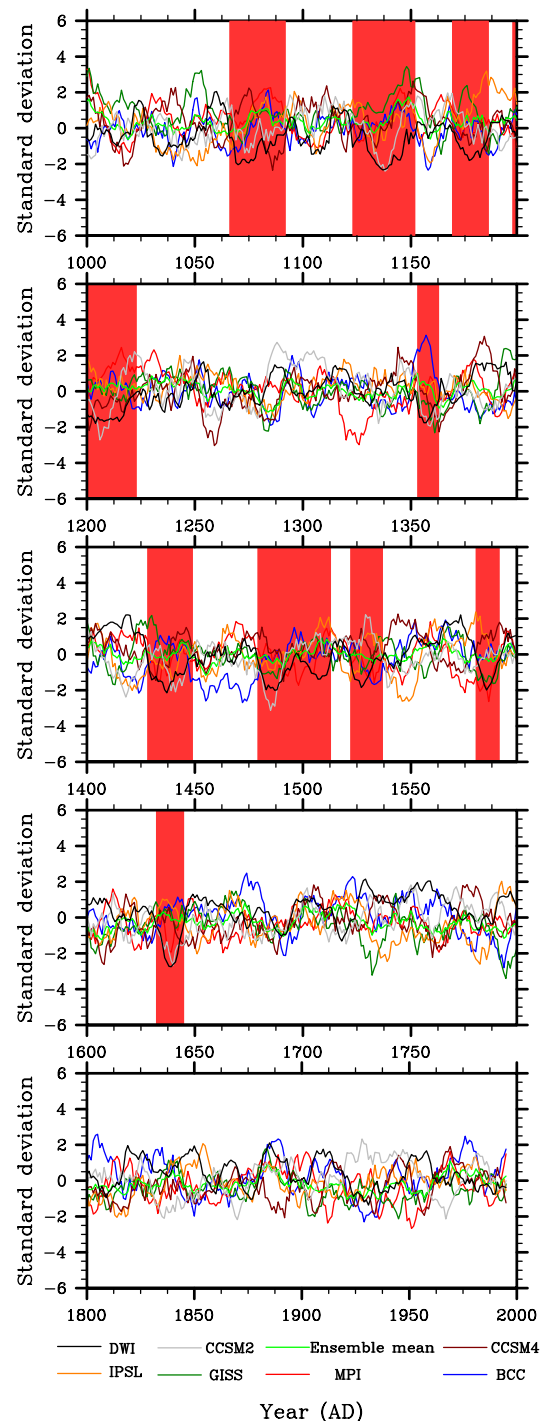 6
4
2
0
−2
−4
−6
Standard deviation
1000 1050 1100 1150
6
4
2
0
−2
−4
−6
Standard deviation
1200 1250 1300 1350
6
4
2
0
−2
−4
−6
Standard deviation
1400 1450 1500 1550
6
4
2
0
−2
−4
−6
Standard deviation
1600 1650 1700 1750
6
4
2
0
−2
−4
−6
Standard deviation
1800 1850 1900 1950 2000
DWI CCSM2 Ensemble mean CCSM4
IPSL GISS MPI BCC
Year (AD)